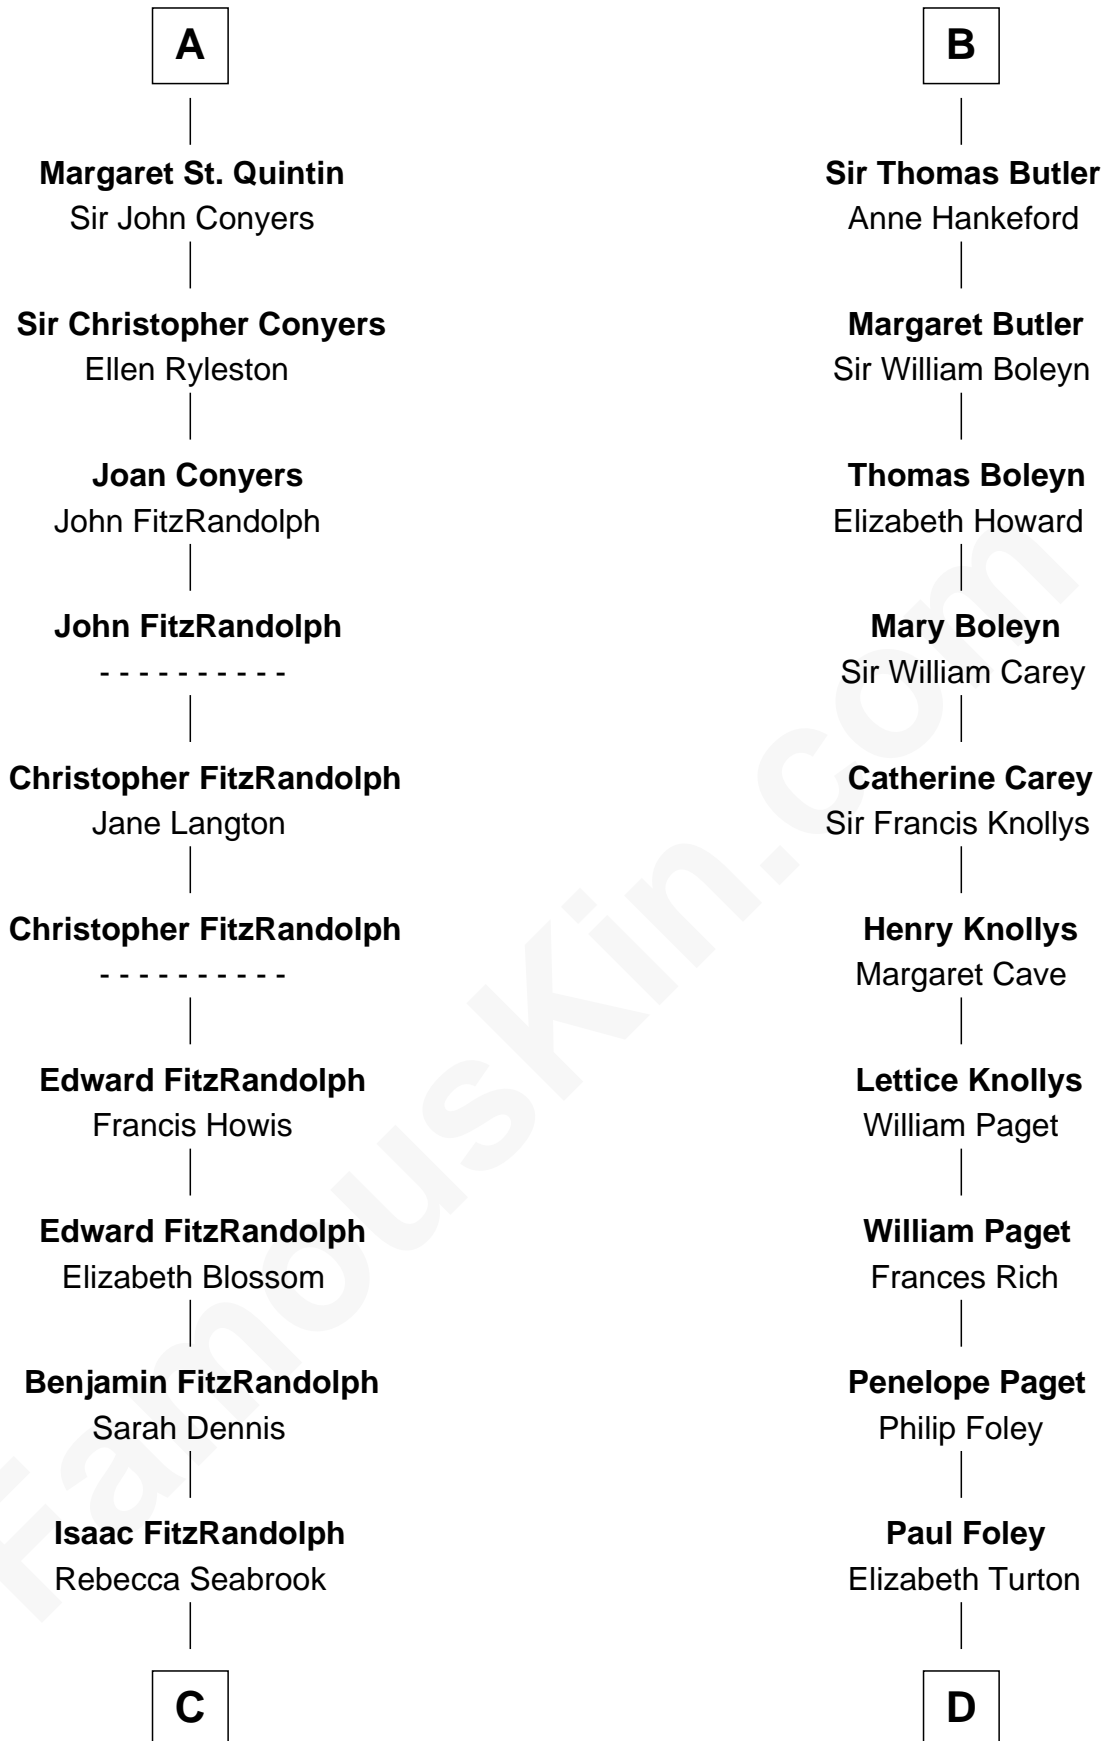 A
Margaret St. Quintin
Sir John Conyers
Sir Christopher Conyers
Ellen Ryleston
Joan Conyers
John FitzRandolph
John FitzRandolph
- - - - - - - - - -
Christopher FitzRandolph
Jane Langton
Christopher FitzRandolph
- - - - - - - - - -
Edward FitzRandolph
Francis Howis
Edward FitzRandolph
Elizabeth Blossom
Benjamin FitzRandolph
Sarah Dennis
Isaac FitzRandolph
Rebecca Seabrook
C
B
Sir Thomas Butler
Anne Hankeford
Margaret Butler
Sir William Boleyn
Thomas Boleyn
Elizabeth Howard
Mary Boleyn
Sir William Carey
Catherine Carey
Sir Francis Knollys
Henry Knollys
Margaret Cave
Lettice Knollys
William Paget
William Paget
Frances Rich
Penelope Paget
Philip Foley
Paul Foley
Elizabeth Turton
D
FamousKin.com